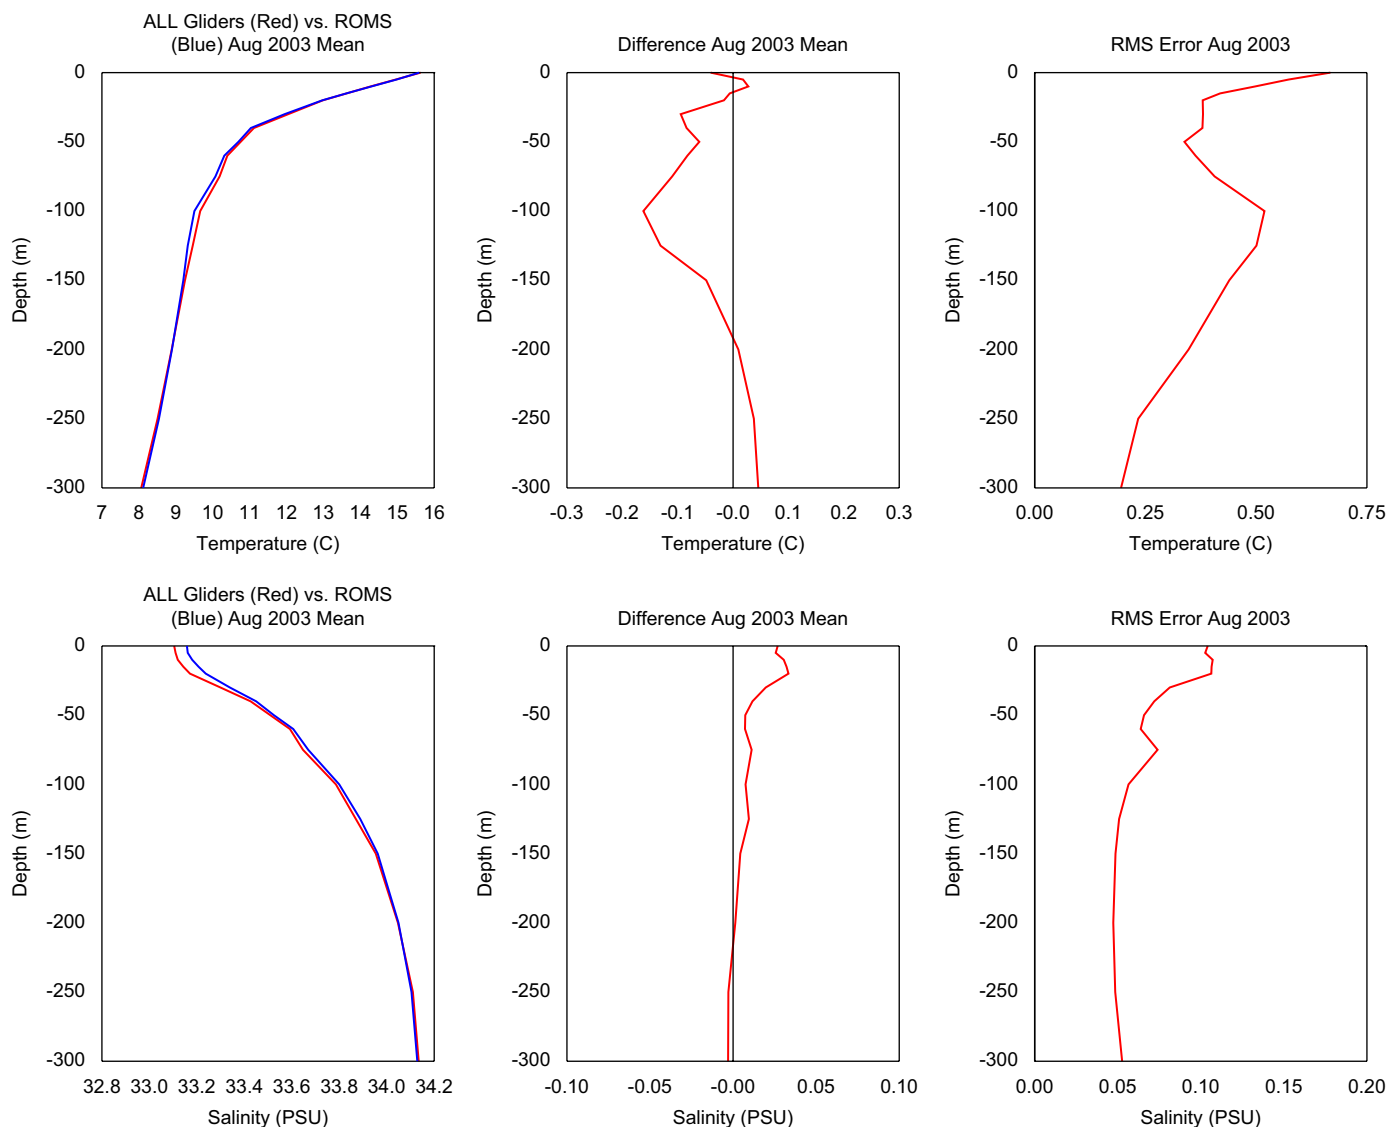 ALL Gliders (Red) vs. ROMS
(Blue) Aug 2003 Mean
Difference Aug 2003 Mean
RMS Error Aug 2003
0
-50
-100
-150
-200
-250
-300
Depth (m)
7 8 9 10 11 12 13 14 15 16
Temperature (C)
0
-50
-100
-150
-200
-250
-300
Depth (m)
-0.3 -0.2 -0.1 -0.0 0.1 0.2 0.3
Temperature (C)
0
-50
-100
-150
-200
-250
-300
Depth (m)
0.00 0.25 0.50 0.75
Temperature (C)
ALL Gliders (Red) vs. ROMS
(Blue) Aug 2003 Mean
Difference Aug 2003 Mean
RMS Error Aug 2003
0
-50
-100
-150
-200
-250
-300
Depth (m)
32.8 33.0 33.2 33.4 33.6 33.8 34.0 34.2
Salinity (PSU)
0
-50
-100
-150
-200
-250
-300
Depth (m)
-0.10 -0.05 -0.00 0.05 0.10
Salinity (PSU)
0
-50
-100
-150
-200
-250
-300
Depth (m)
0.00 0.05 0.10 0.15 0.20
Salinity (PSU)